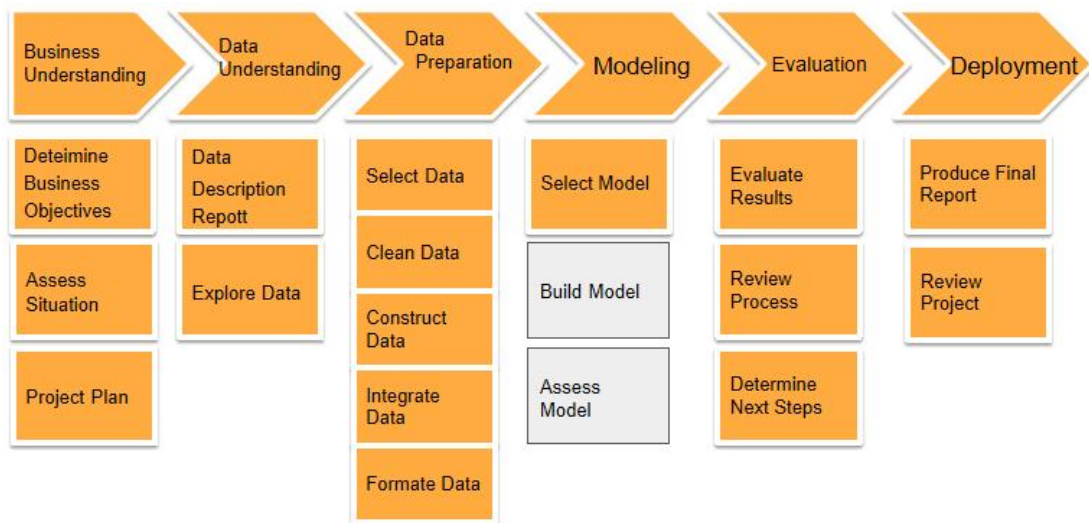 Business
Understanding
Data
Understanding
Data
Preparation
Modeling
Evaluation
Deployment
Deteimine
Business
Objectives
Assess
Situation
Project Plan
Data
Description
Repott
Explore Data
Select Data
Clean Data
Construct
Data
Integrate
Data
Formate Data
Select Model
Build Model
Assess
Model
Evaluate
Results
Review
Process
Determine
Next Steps
Produce Final
Report
Review
Project